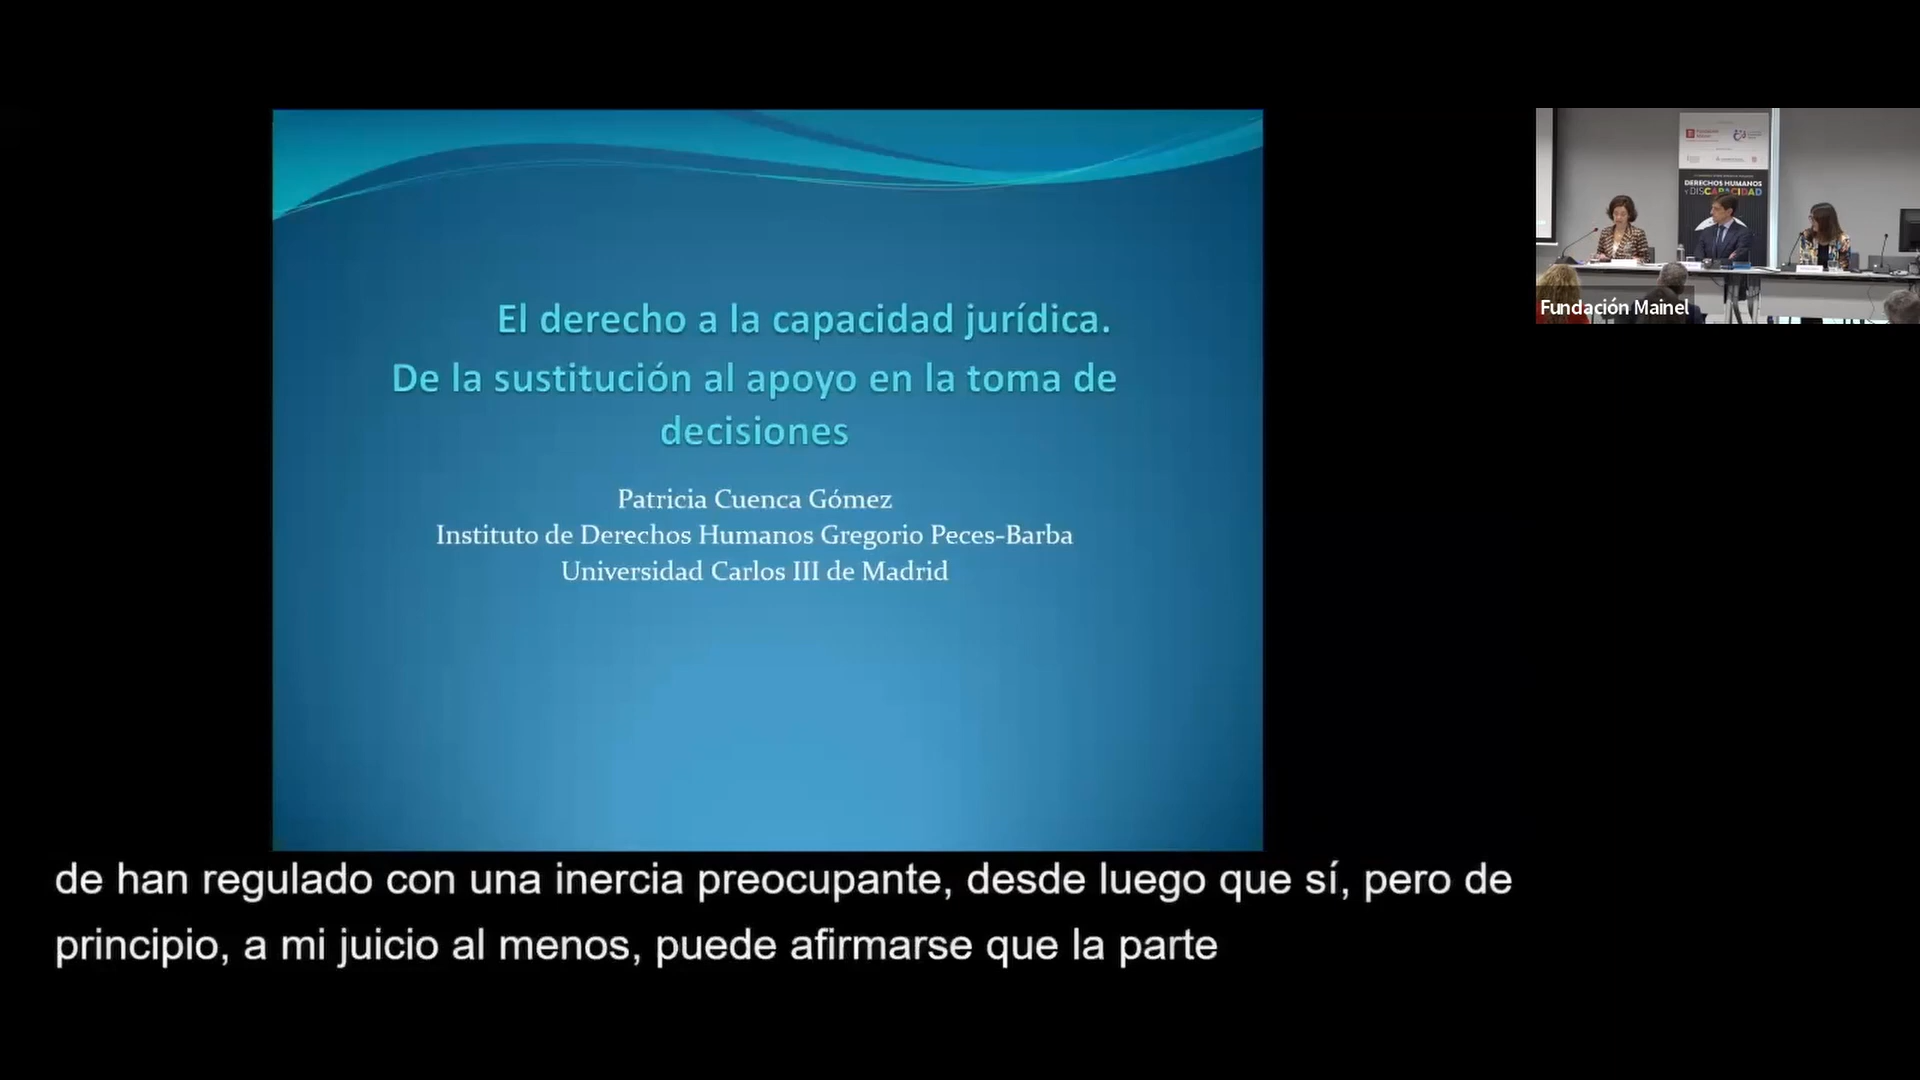 El derecho a la capacidad jurídica.
De la sustitución al apoyo en la toma de
decisiones
Patricia Cuenca Gómez
Instituto de Derechos Humanos Gregorio Peces-Barba
Universidad Carlos III de Madrid
DERECHOS HUMANOS
Y DISCAPACIDAD
Fundación Mainel
de han regulado con una inercia preocupante, desde luego que sí, pero de
principio, a mi juicio al menos, puede afirmarse que la parte